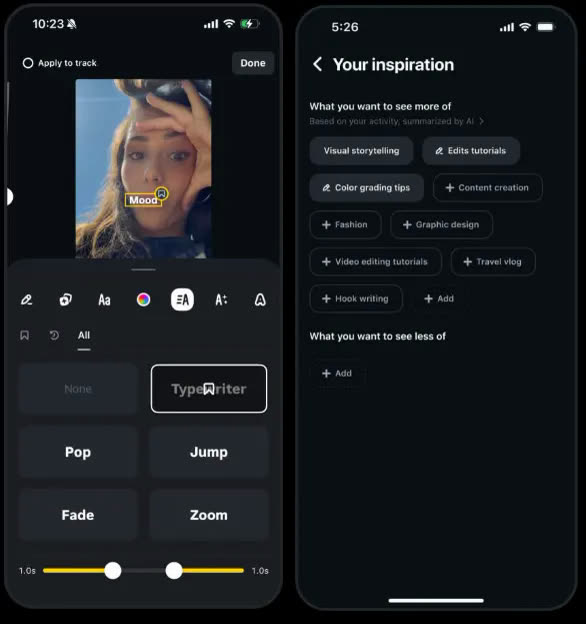 10:23
Apply to track
Done
Mood
Aa
A
A
A
All
None
Typewriter
Pop
Jump
Fade
Zoom
1.0s
1.0s
5:26
Your inspiration
What you want to see more of
Based on your activity, summarized by AI >
Visual storytelling
Edits tutorials
Color grading tips
+ Content creation
+ Fashion
+ Graphic design
+ Video editing tutorials
+ Travel vlog
+ Hook writing
+ Add
What you want to see less of
+ Add